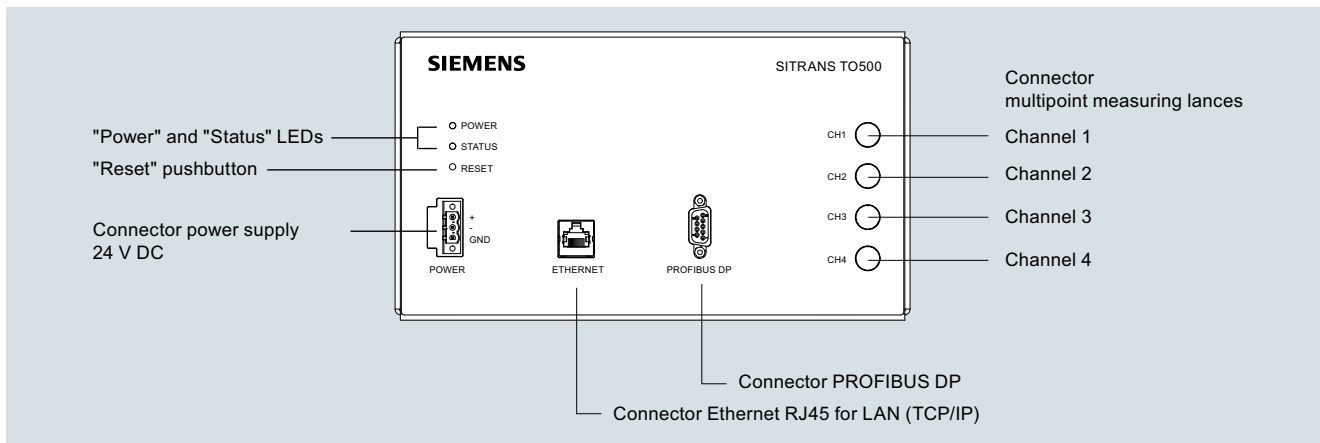 SIEMENS
SITRANS TO500
Connector
multipoint measuring lances
"Power" and "Status" LEDs
POWER
STATUS
"Reset" pushbutton
RESET
CH1
Channel 1
CH2
Channel 2
CH3
Channel 3
CH4
Channel 4
Connector power supply
24 V DC
+
-
GND
POWER
ETHERNET
PROFIBUS DP
Connector PROFIBUS DP
Connector Ethernet RJ45 for LAN (TCP/IP)